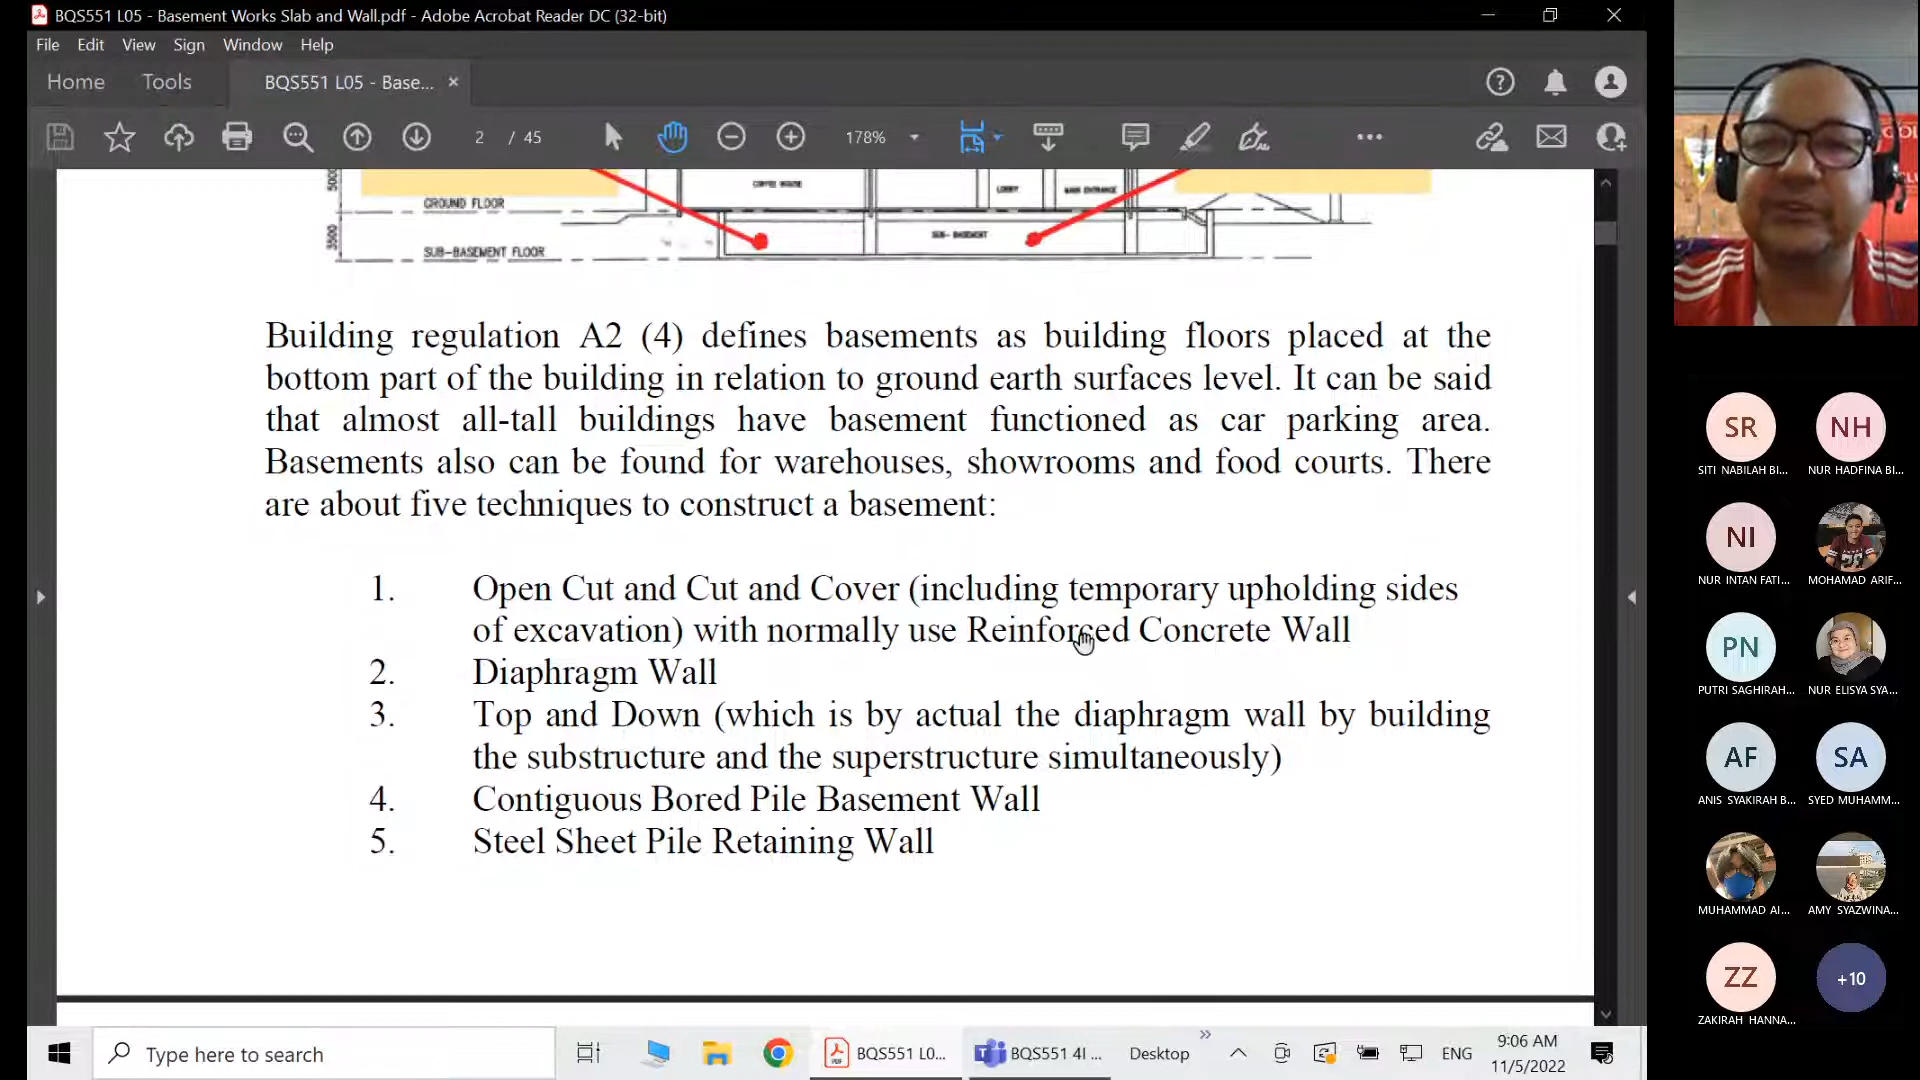 BQS551 L05 - Basement Works Slab and Wall.pdf - Adobe Acrobat Reader DC (32-bit)
File Edit View Sign Window Help
Home Tools BQS551 L05 - Base... ×
2 / 45 178%
5000
COFFEE HOUSE
LOBBY
MAIN ENTRANCE
GROUND FLOOR
3500
SUB- BASEMENT
SUB-BASEMENT FLOOR
Building regulation A2 (4) defines basements as building floors placed at the
bottom part of the building in relation to ground earth surfaces level. It can be said
that almost all-tall buildings have basement functioned as car parking area.
Basements also can be found for warehouses, showrooms and food courts. There
are about five techniques to construct a basement:
1. Open Cut and Cut and Cover (including temporary upholding sides
of excavation) with normally use Reinforced Concrete Wall
2. Diaphragm Wall
3. Top and Down (which is by actual the diaphragm wall by building
the substructure and the superstructure simultaneously)
4. Contiguous Bored Pile Basement Wall
5. Steel Sheet Pile Retaining Wall
SR NH
SITI NABILAH BI... NUR HADFINA BI...
NI
NUR INTAN FATI... MOHAMAD ARIF...
PN
PUTRI SAGHIRAH... NUR ELISYA SYA...
AF SA
ANIS SYAKIRAH B... SYED MUHAMM...
MUHAMMAD AI... AMY SYAZWINA...
ZZ +10
ZAKIRAH HANNA...
Type here to search
BQS551 L0... BQS551 4I ... Desktop ENG
9:06 AM
11/5/2022